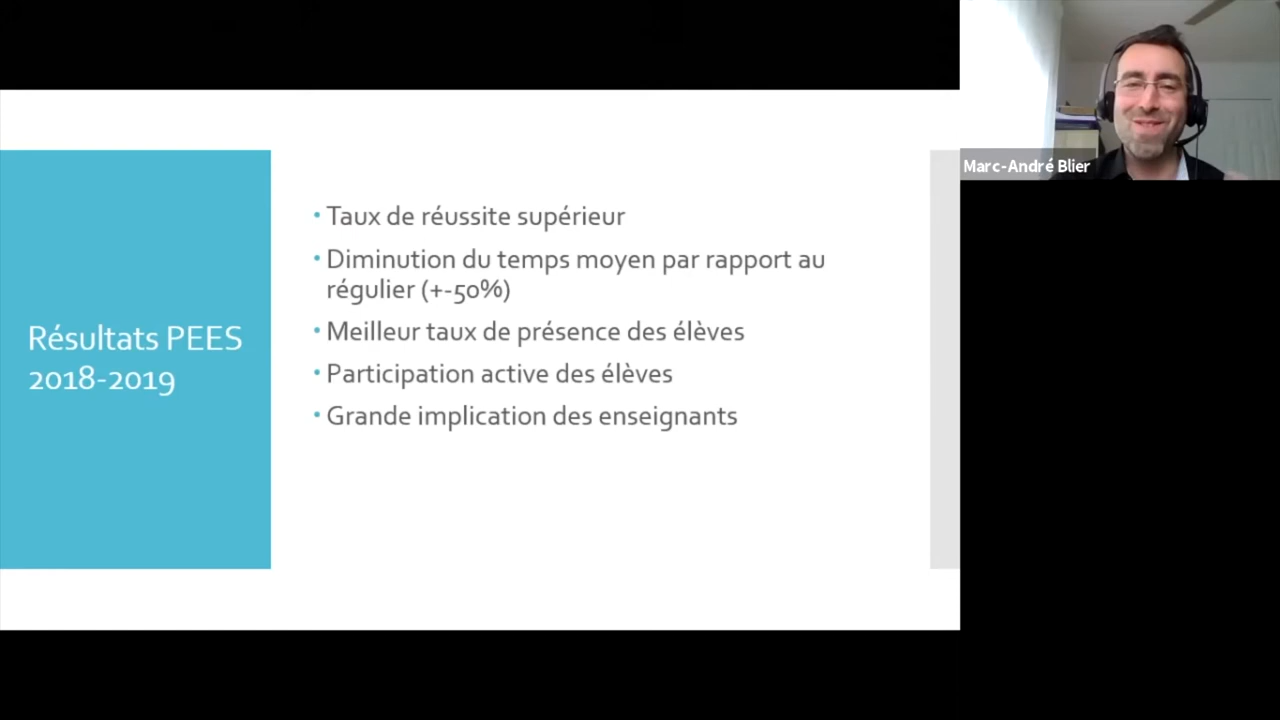 Résultats PEES
2018-2019
• Taux de réussite supérieur
• Diminution du temps moyen par rapport au
régulier (+-50%)
• Meilleur taux de présence des élèves
• Participation active des élèves
• Grande implication des enseignants
Marc-André Blier